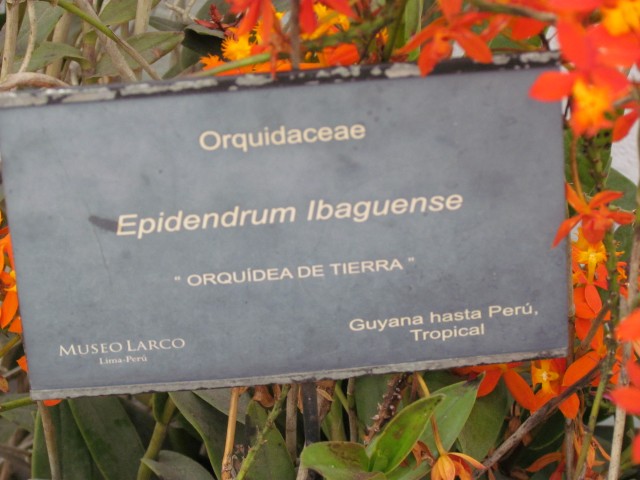 Orquidaceae
Epidendrum Ibaguense
" ORQUÍDEA DE TIERRA "
Guyana hasta Perú,
Tropical
MUSEO LARCO
Lima-Perú